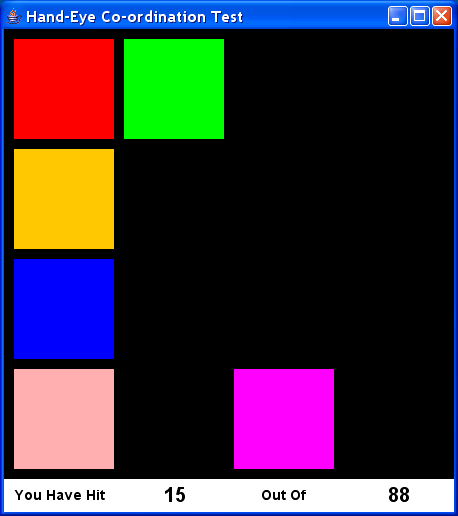 Hand-Eye Co-ordination Test
You Have Hit 15 Out Of 88